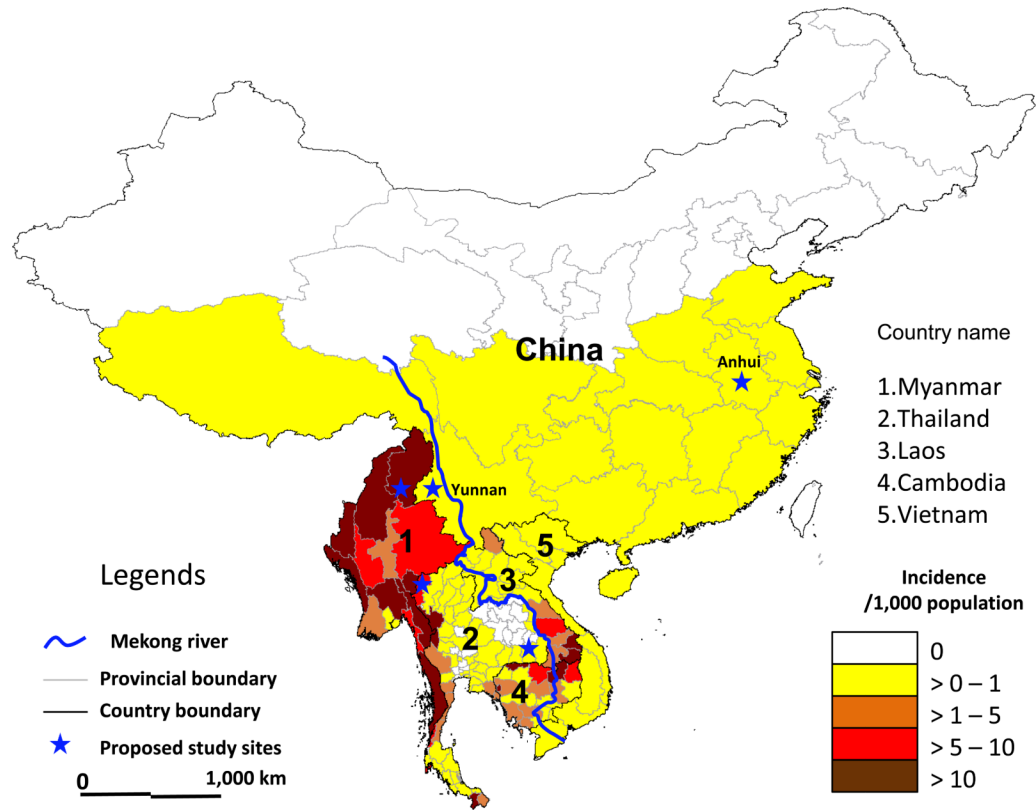 China
Anhui
Yunnan
1
2
3
4
5
Country name
1.Myanmar
2.Thailand
3.Laos
4.Cambodia
5.Vietnam
Legends
Mekong river
Provincial boundary
Country boundary
Proposed study sites
0 1,000 km
Incidence
/1,000 population
0
> 0 – 1
> 1 – 5
> 5 – 10
> 10